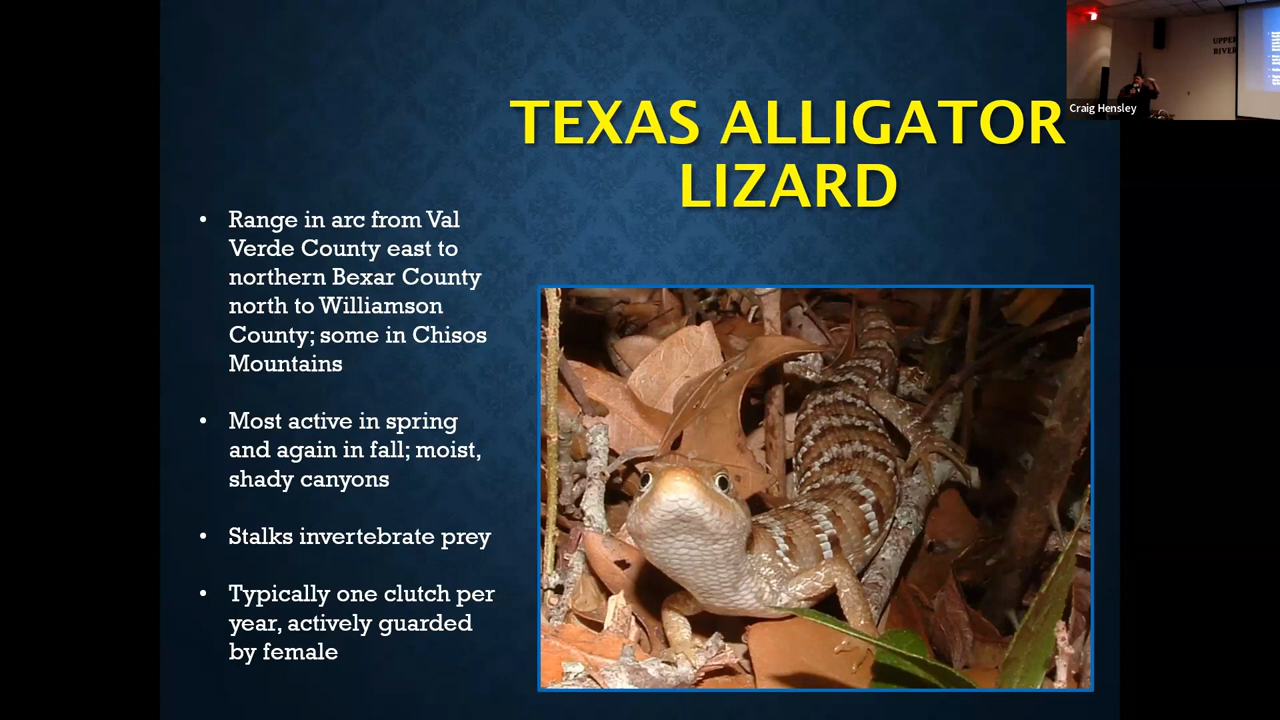 UPPER
RIVER
Craig Hensley
TEXAS ALLIGATOR
LIZARD
• Range in arc from Val
Verde County east to
northern Bexar County
north to Williamson
County; some in Chisos
Mountains
• Most active in spring
and again in fall; moist,
shady canyons
• Stalks invertebrate prey
• Typically one clutch per
year, actively guarded
by female